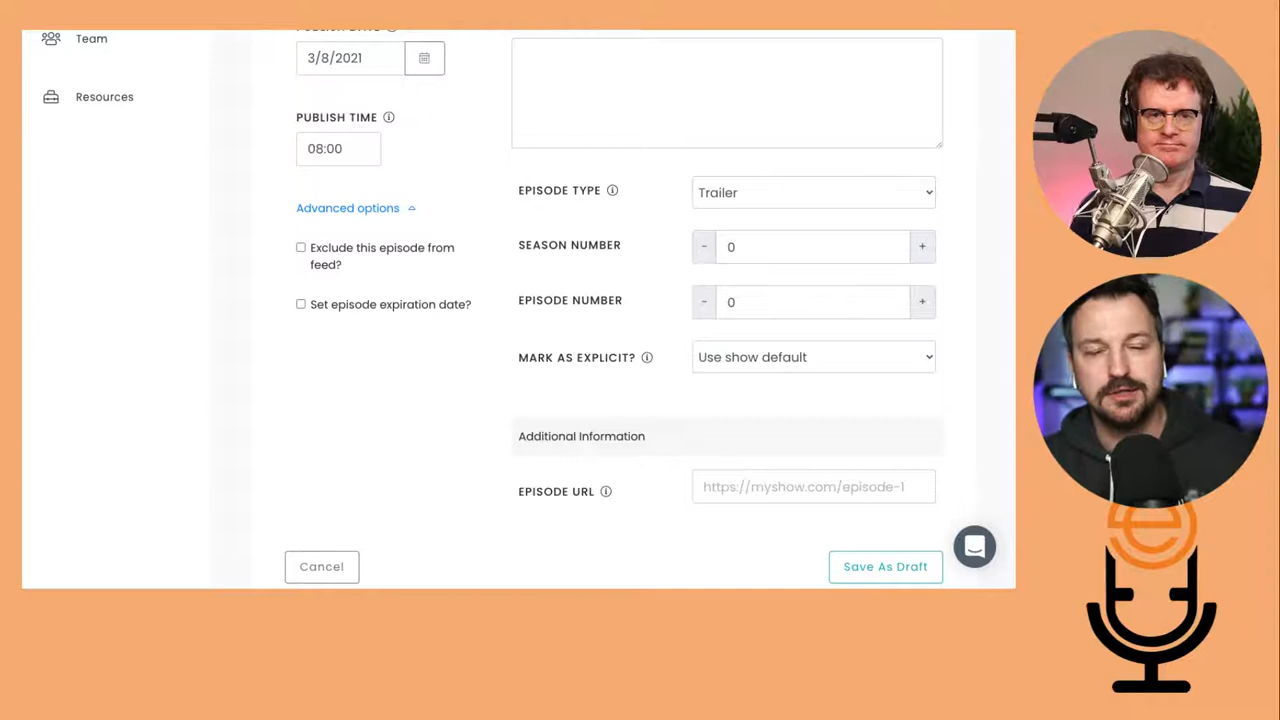 Team
Resources
3/8/2021
PUBLISH TIME
08:00
Advanced options
Exclude this episode from
feed?
Set episode expiration date?
EPISODE TYPE
Trailer
SEASON NUMBER
-
0
+
EPISODE NUMBER
-
0
+
MARK AS EXPLICIT?
Use show default
Additional Information
EPISODE URL
https://myshow.com/episode-1
Cancel
Save As Draft